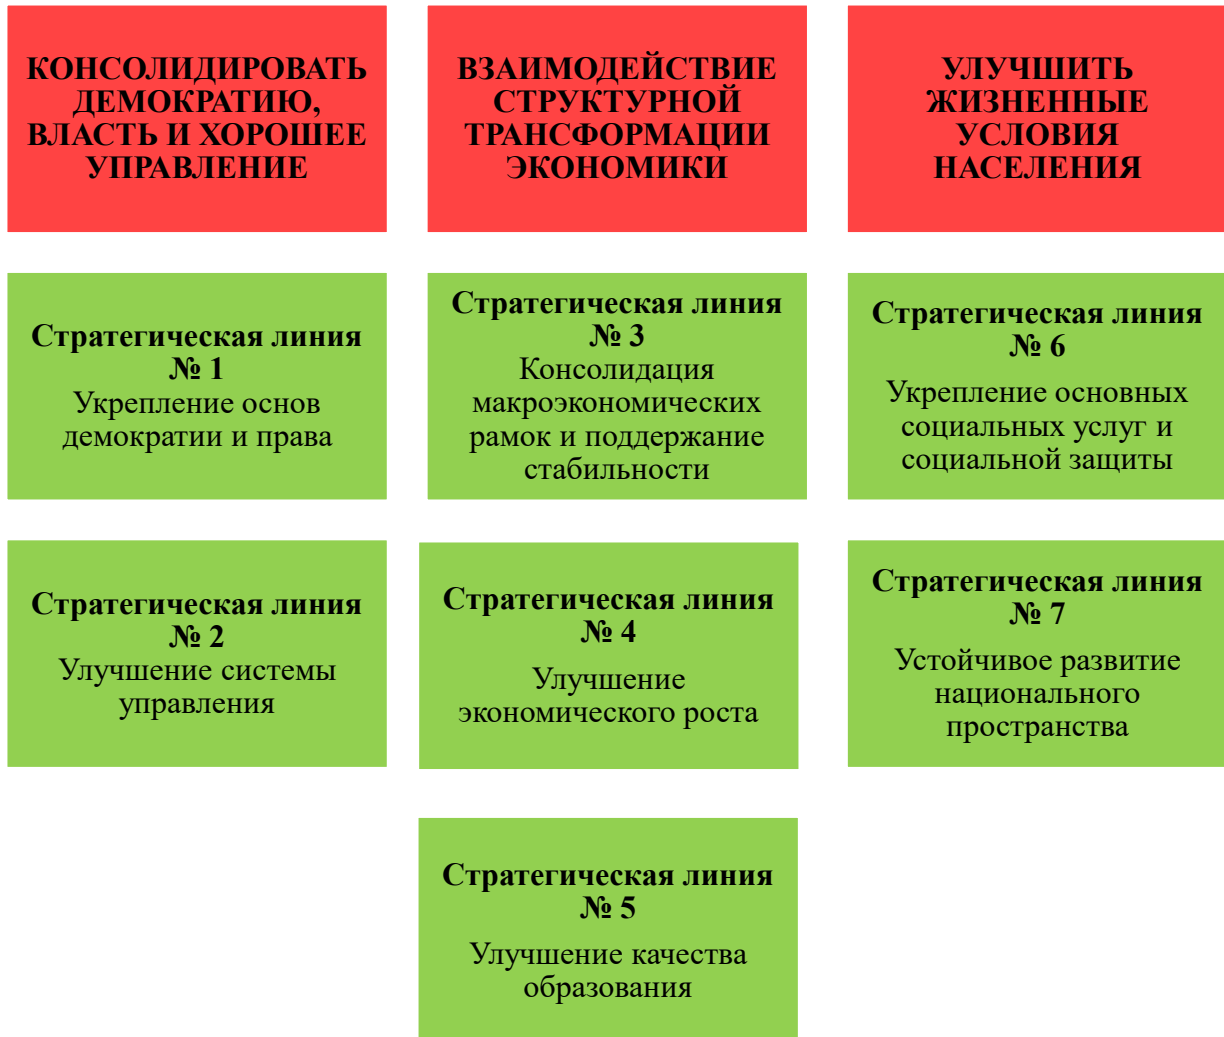 КОНСОЛИДИРОВАТЬ
ДЕМОКРАТИЮ,
ВЛАСТЬ И ХОРОШЕЕ
УПРАВЛЕНИЕ
ВЗАИМОДЕЙСТВИЕ
СТРУКТУРНОЙ
ТРАНСФОРМАЦИИ
ЭКОНОМИКИ
УЛУЧШИТЬ
ЖИЗНЕННЫЕ
УСЛОВИЯ
НАСЕЛЕНИЯ
Стратегическая линия
№ 1
Укрепление основ
демократии и права
Стратегическая линия
№ 3
Консолидация
макроэкономических
рамок и поддержание
стабильности
Стратегическая линия
№ 6
Укрепление основных
социальных услуг и
социальной защиты
Стратегическая линия
№ 2
Улучшение системы
управления
Стратегическая линия
№ 4
Улучшение
экономического роста
Стратегическая линия
№ 7
Устойчивое развитие
национального
пространства
Стратегическая линия
№ 5
Улучшение качества
образования